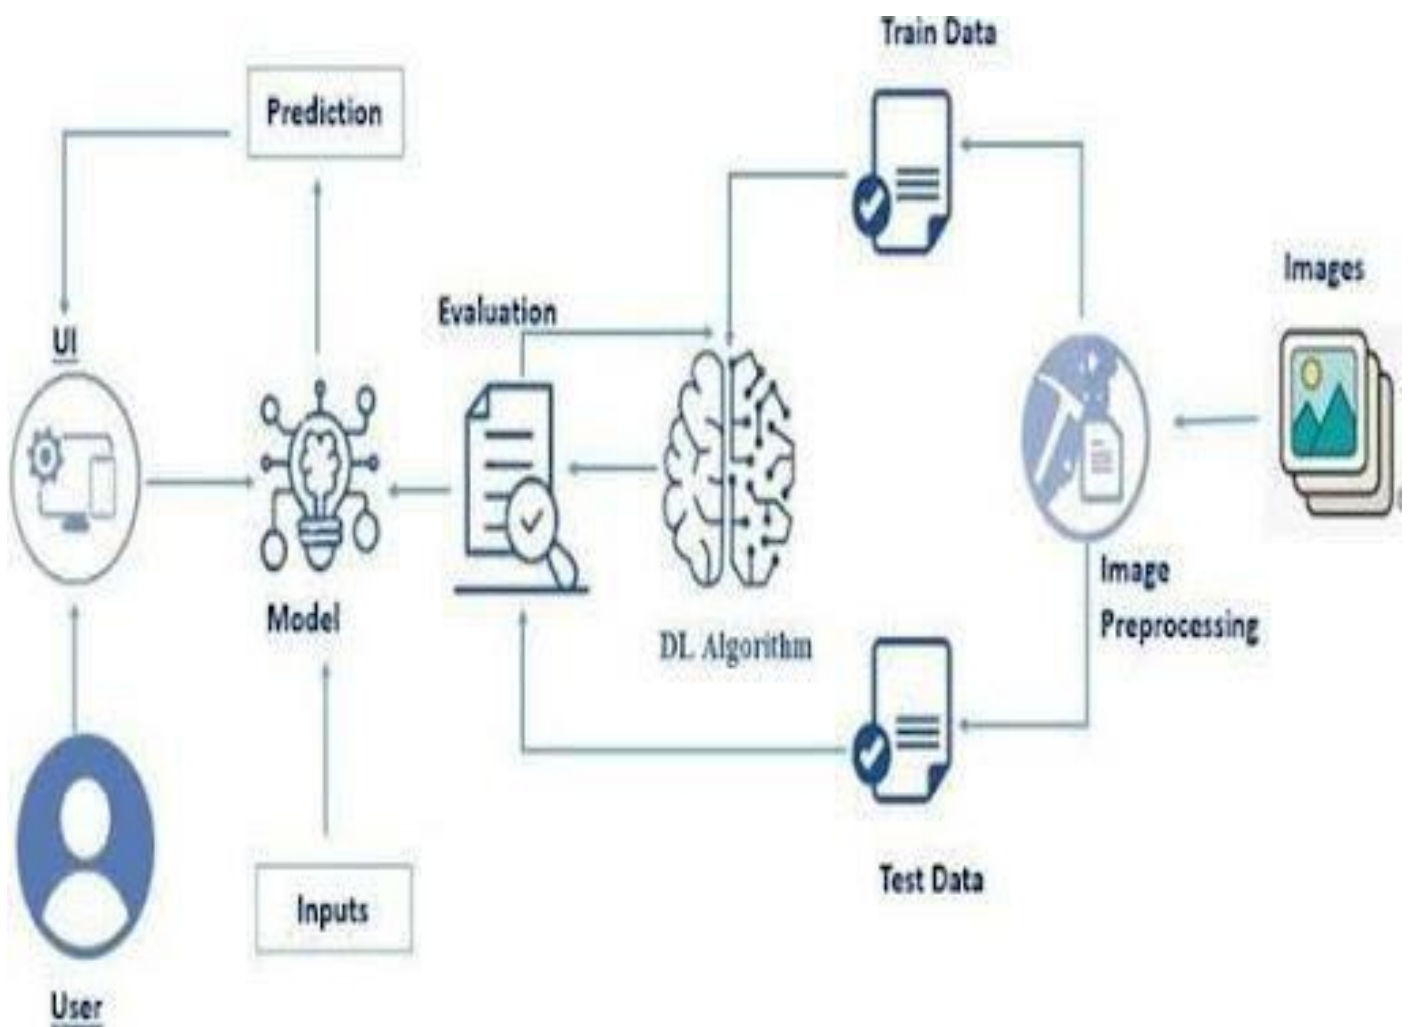 Train Data
Prediction
Images
Evaluation
UI
Image
Preprocessing
Model
DL Algorithm
Test Data
Inputs
User